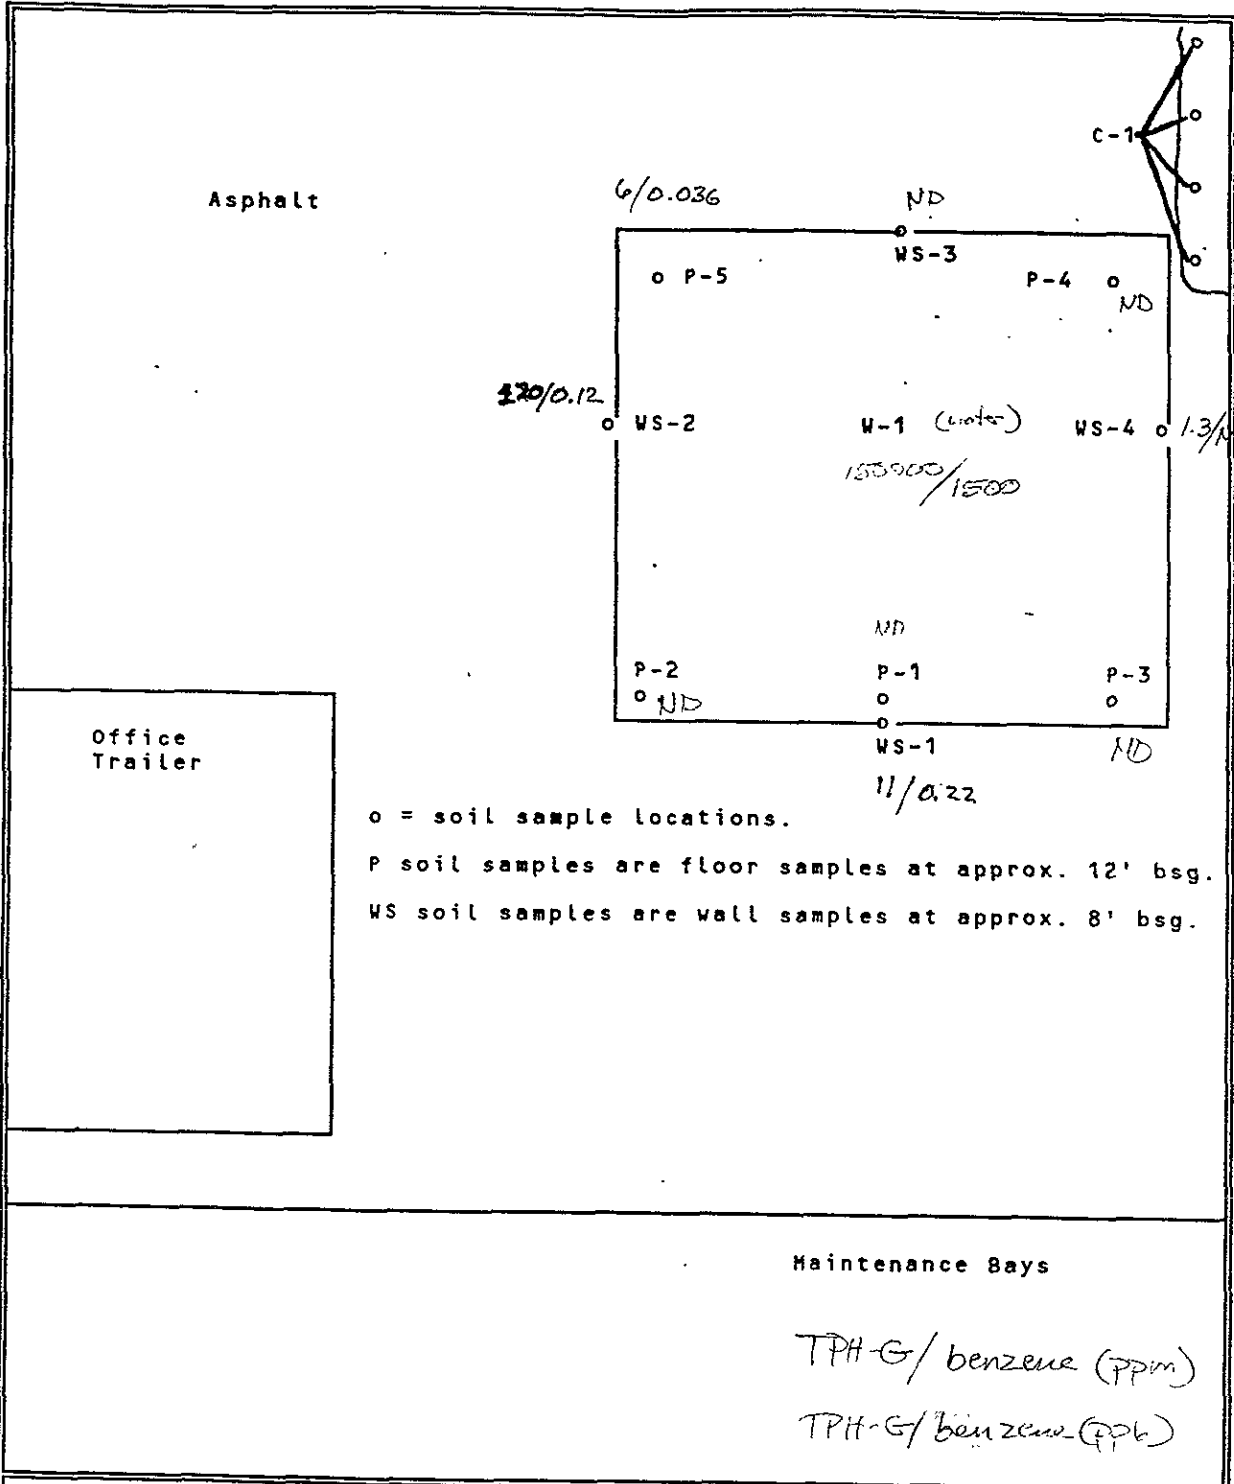 C-1
Asphalt
6/0.036
ND
WS-3
P-5
P-4
ND
120/0.12
WS-2
W-1 (water)
WS-4
1.3/N
150000/1500
ND
P-2
P-1
P-3
ND
WS-1
ND
11/0.22
Office
Trailer
o = soil sample locations.
P soil samples are floor samples at approx. 12' bsg.
WS soil samples are wall samples at approx. 8' bsg.
Maintenance Bays
TPH-G/ benzene (ppm)
TPH-G/ benzene (ppb)